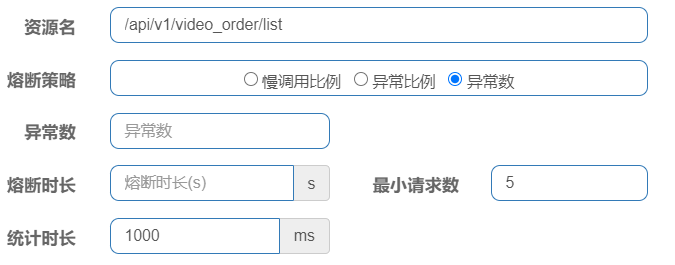 资源名 /api/v1/video_order/list
熔断策略 慢调用比例 异常比例 异常数
异常数 异常数
熔断时长 熔断时长(s) s 最小请求数 5
统计时长 1000 ms